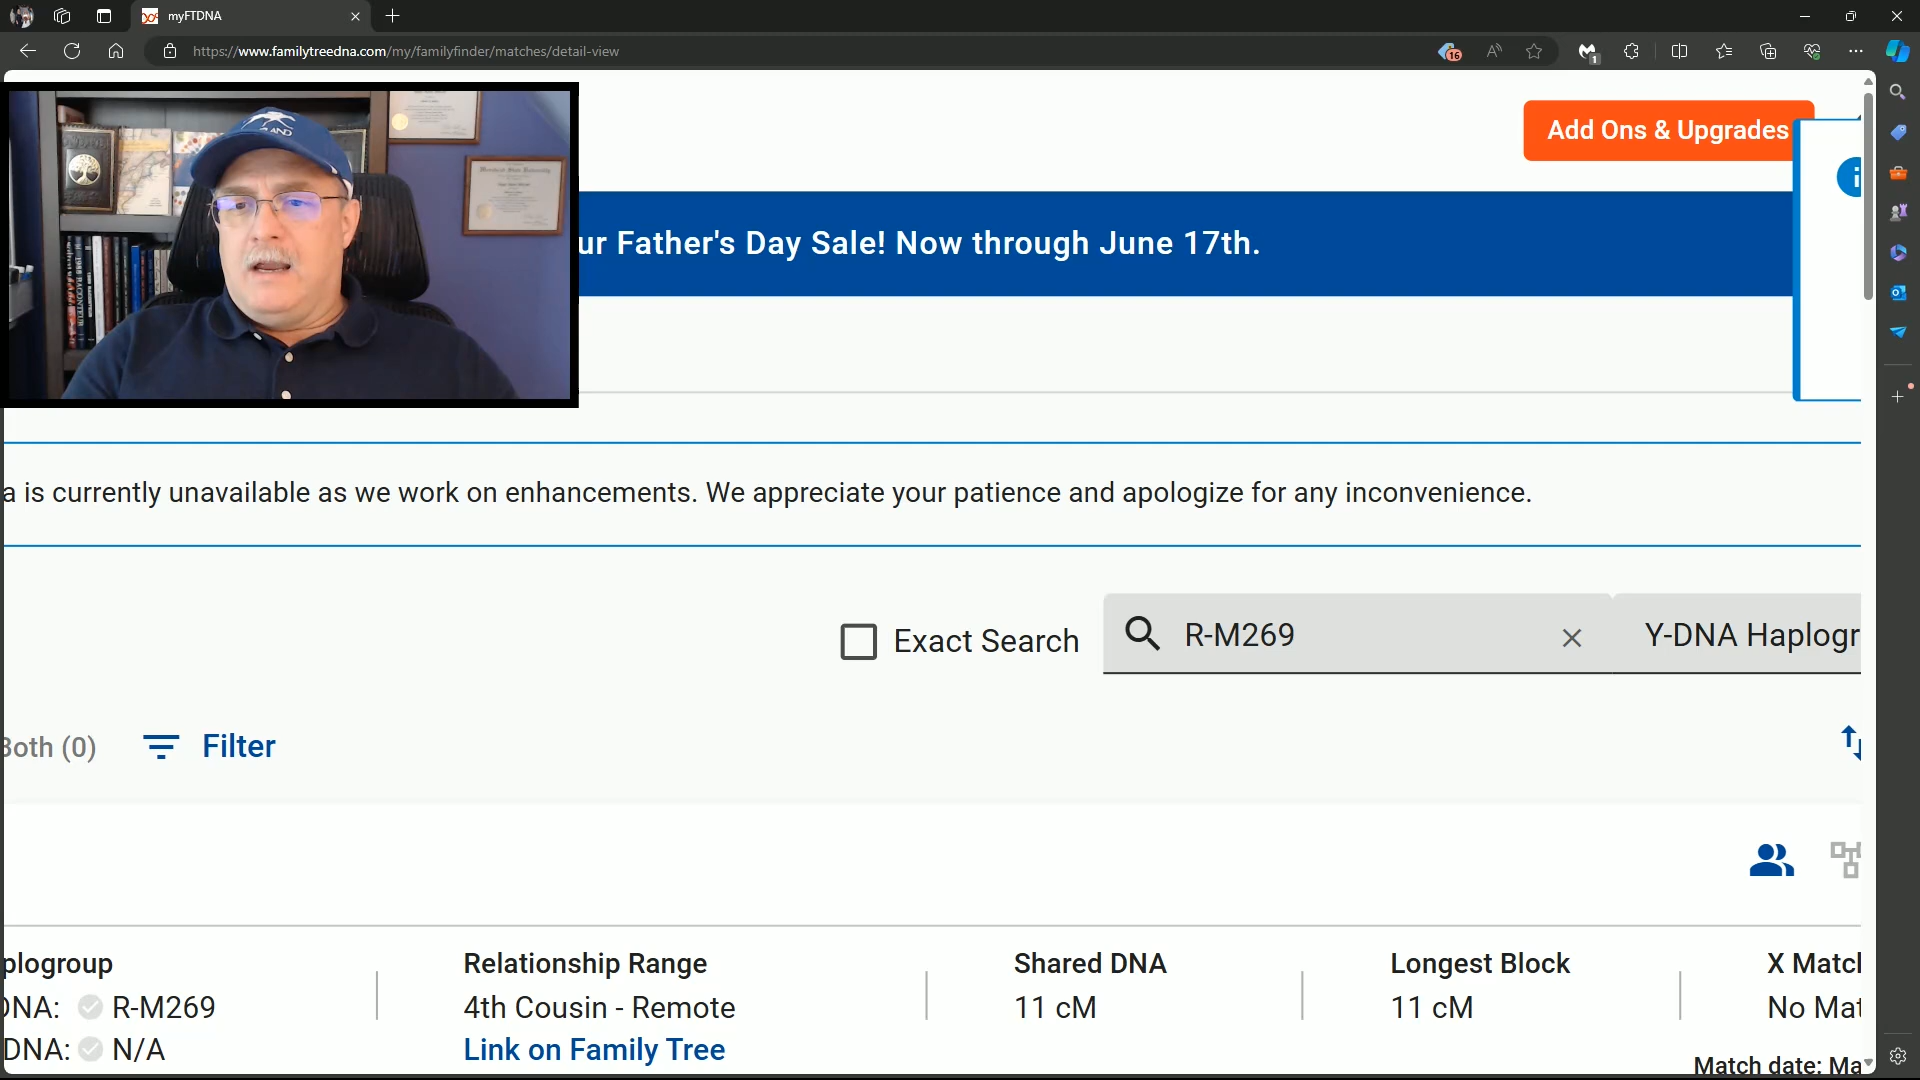 myFTDNA
https://www.familytreedna.com/my/familyfinder/matches/detail-view
16
1
Add Ons & Upgrades
ur Father's Day Sale! Now through June 17th.
a is currently unavailable as we work on enhancements. We appreciate your patience and apologize for any inconvenience.
Exact Search
R-M269
Y-DNA Haplogr
Both (0)
Filter
plogroup
Relationship Range
Shared DNA
Longest Block
X Match
DNA: R-M269
4th Cousin - Remote
11 cM
11 cM
No Mat
DNA: N/A
Link on Family Tree
Match date: Ma